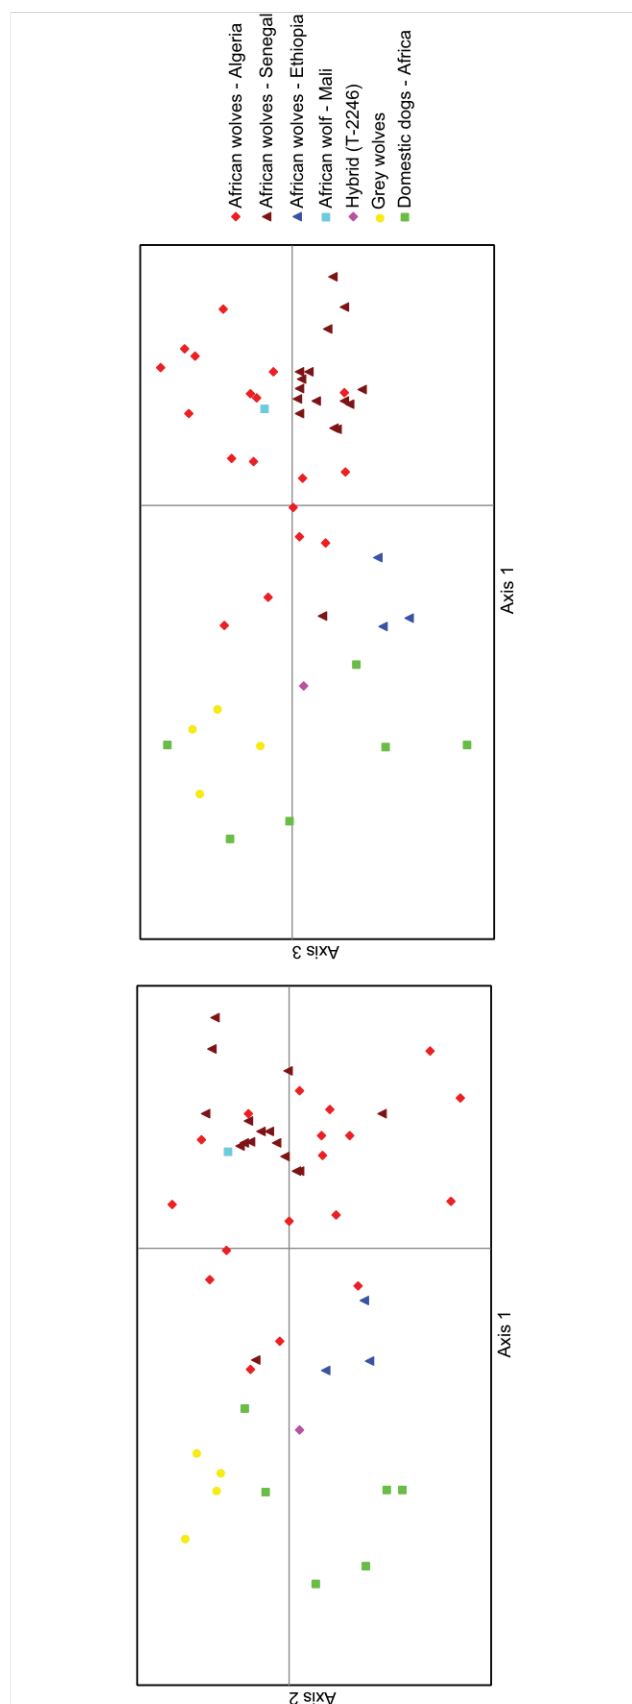 African wolves - Algeria
African wolves - Senegal
African wolves - Ethiopia
African wolf - Mali
Hybrid (T-2246)
Grey wolves
Domestic dogs - Africa
Axis 1
Axis 3
Axis 1
Axis 2